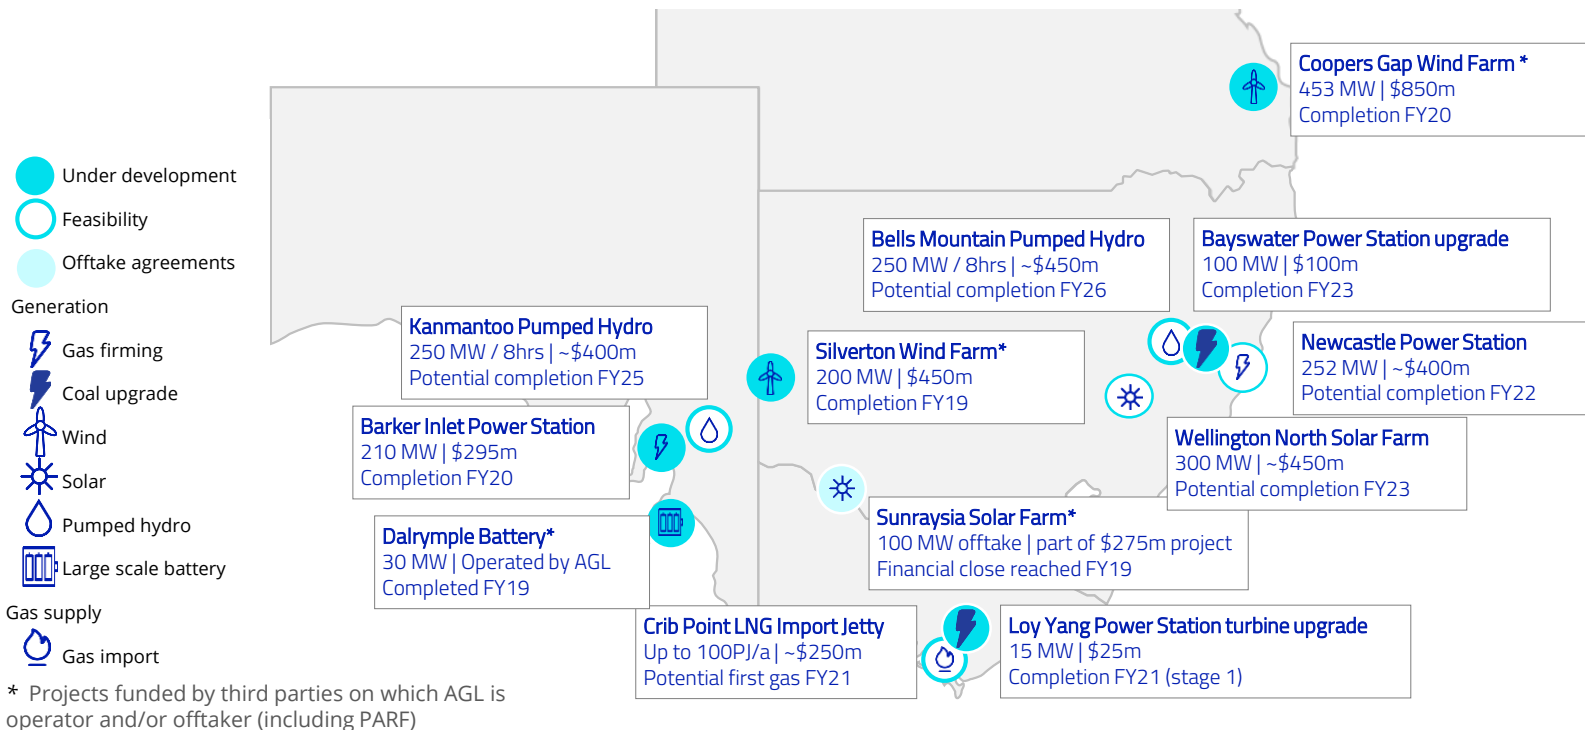 Coopers Gap Wind Farm *
453 MW | $850m
Completion FY20
Under development
Feasibility
Offtake agreements
Generation
Gas firming
Coal upgrade
Wind
Solar
Pumped hydro
Large scale battery
Gas supply
Gas import
* Projects funded by third parties on which AGL is
operator and/or offtaker (including PARF)
Bells Mountain Pumped Hydro
250 MW / 8hrs | ~$450m
Potential completion FY26
Bayswater Power Station upgrade
100 MW | $100m
Completion FY23
Kanmantoo Pumped Hydro
250 MW / 8hrs | ~$400m
Potential completion FY25
Silverton Wind Farm*
200 MW | $450m
Completion FY19
Newcastle Power Station
252 MW | ~$400m
Potential completion FY22
Barker Inlet Power Station
210 MW | $295m
Completion FY20
Wellington North Solar Farm
300 MW | ~$450m
Potential completion FY23
Dalrymple Battery*
30 MW | Operated by AGL
Completed FY19
Sunraysia Solar Farm*
100 MW offtake | part of $275m project
Financial close reached FY19
Crib Point LNG Import Jetty
Up to 100PJ/a | ~$250m
Potential first gas FY21
Loy Yang Power Station turbine upgrade
15 MW | $25m
Completion FY21 (stage 1)